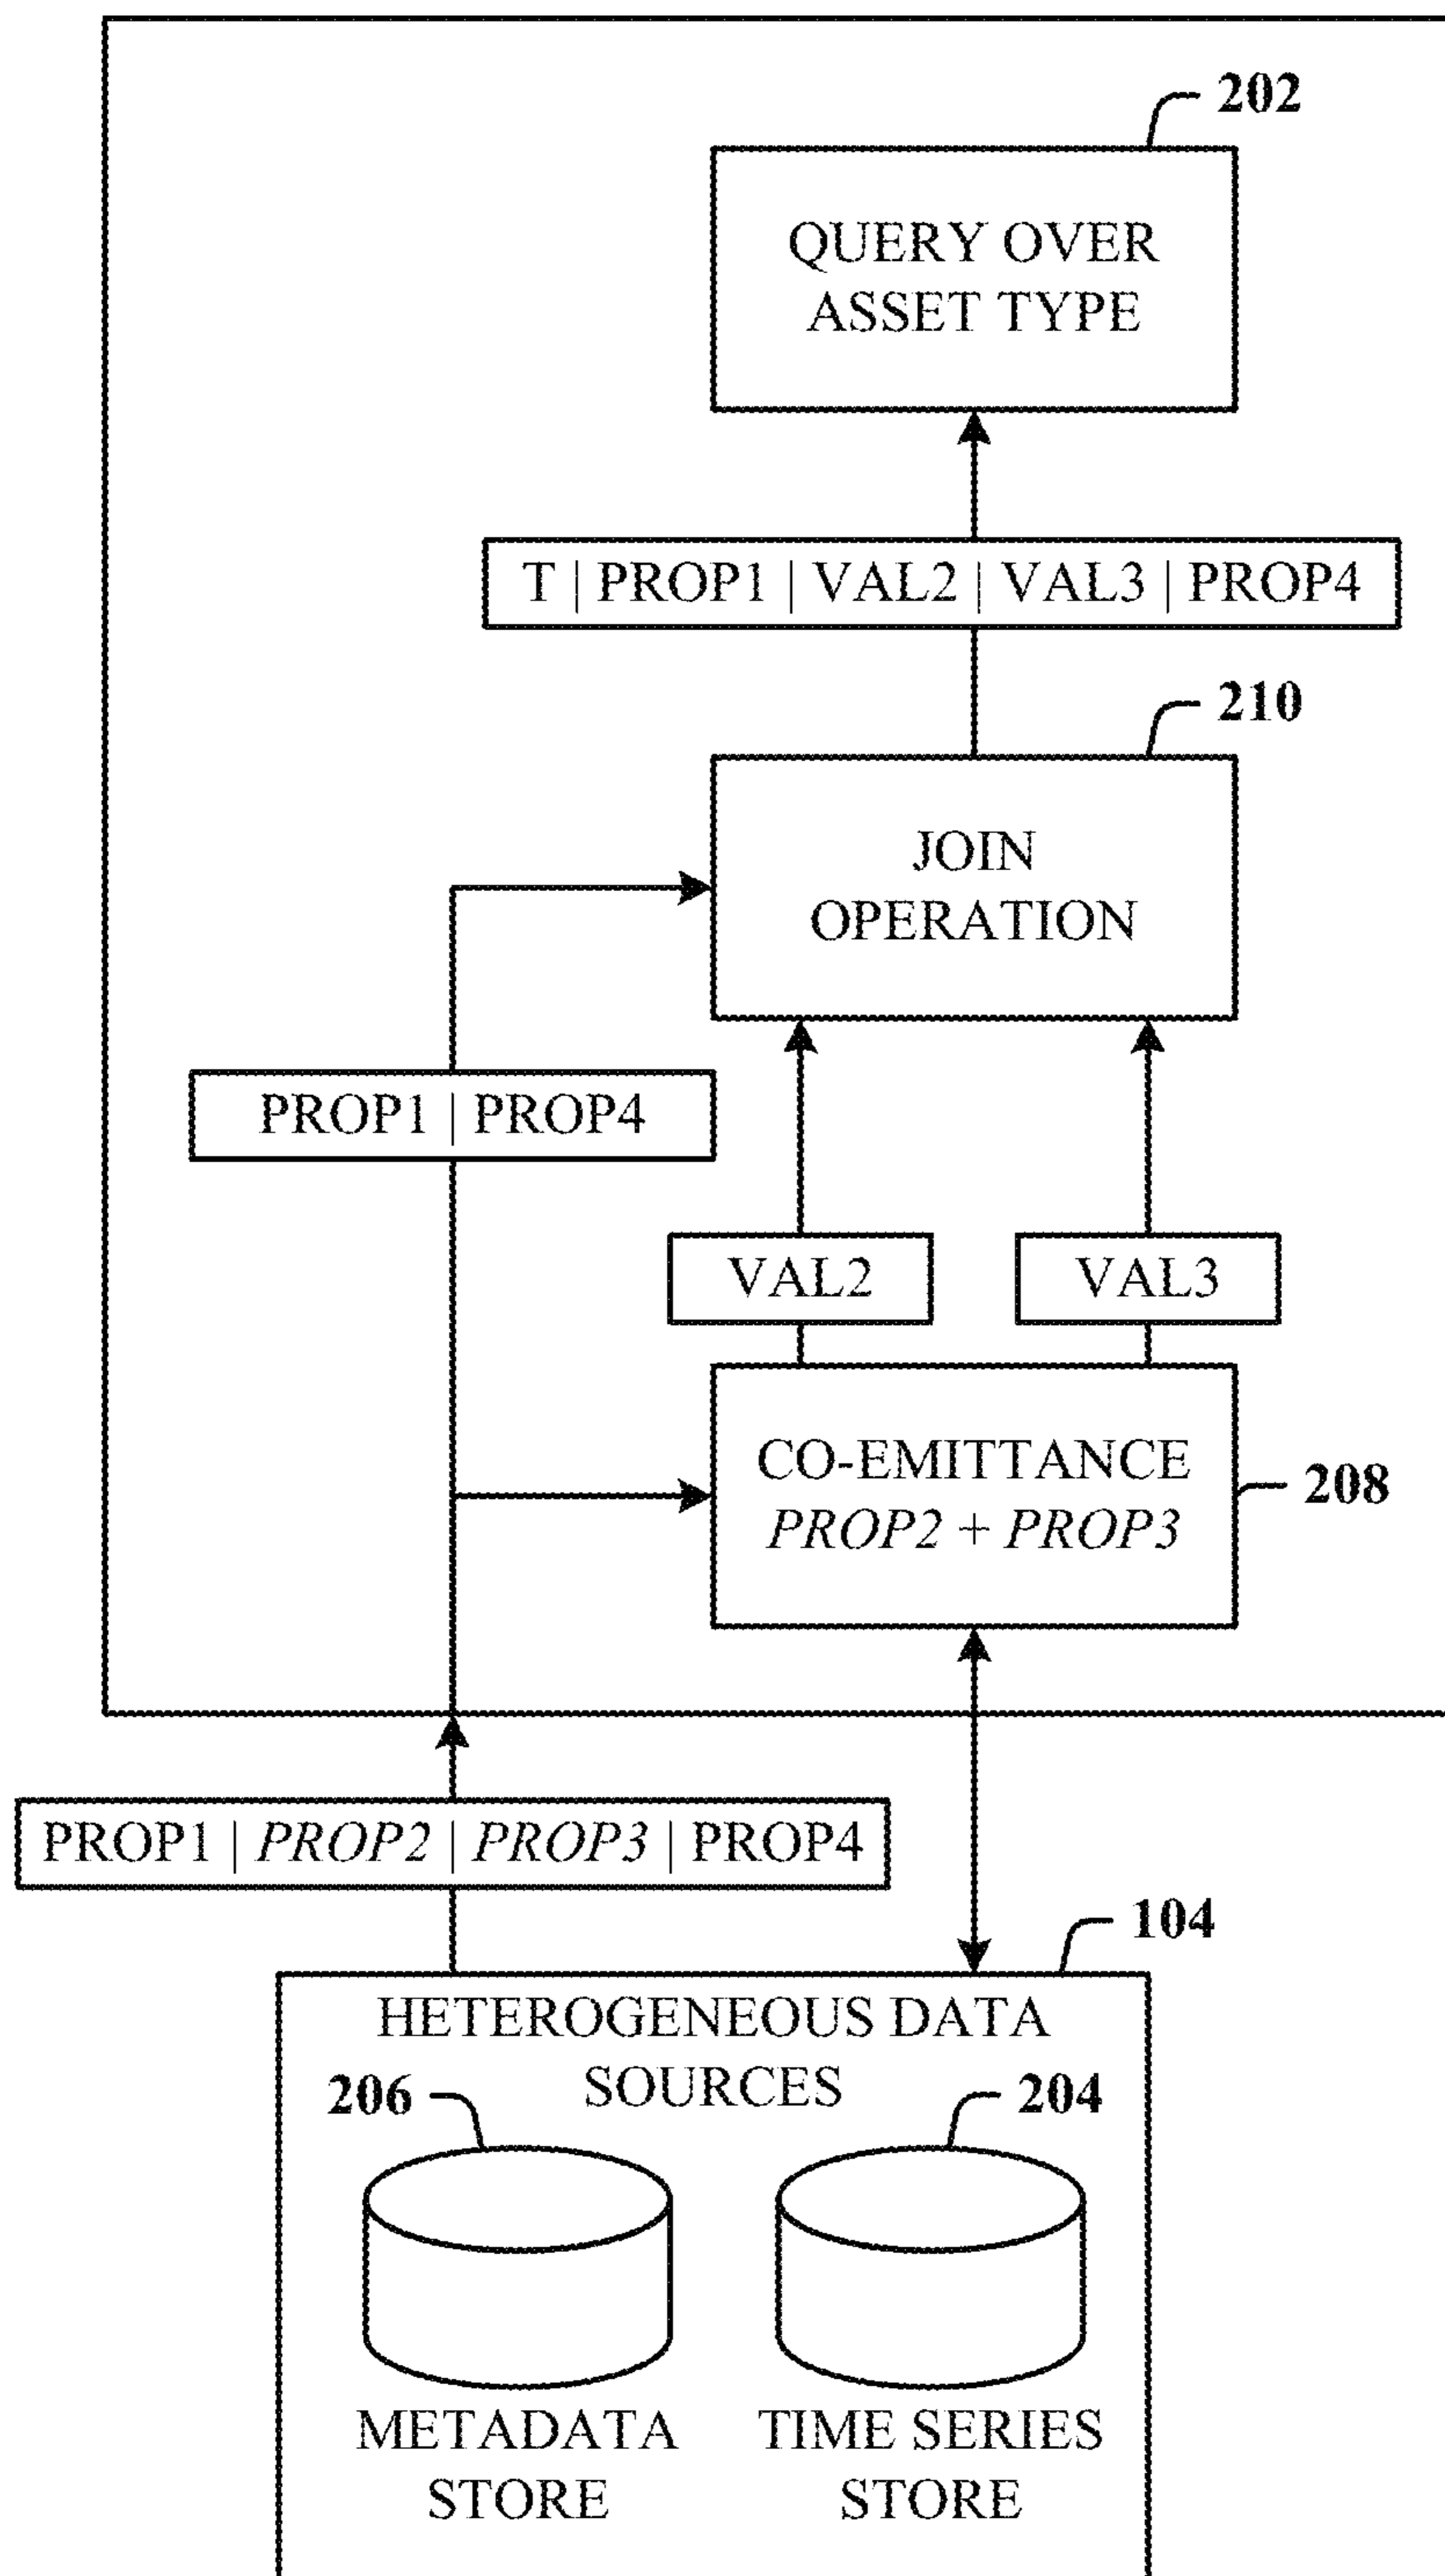 202
QUERY OVER
ASSET TYPE
T | PROP1 | VAL2 | VAL3 | PROP4
210
JOIN
OPERATION
PROP1 | PROP4
VAL2
VAL3
CO-EMITTANCE
PROP2 + PROP3
208
PROP1 | PROP2 | PROP3 | PROP4
104
HETEROGENEOUS DATA
SOURCES
206
204
METADATA
STORE
TIME SERIES
STORE